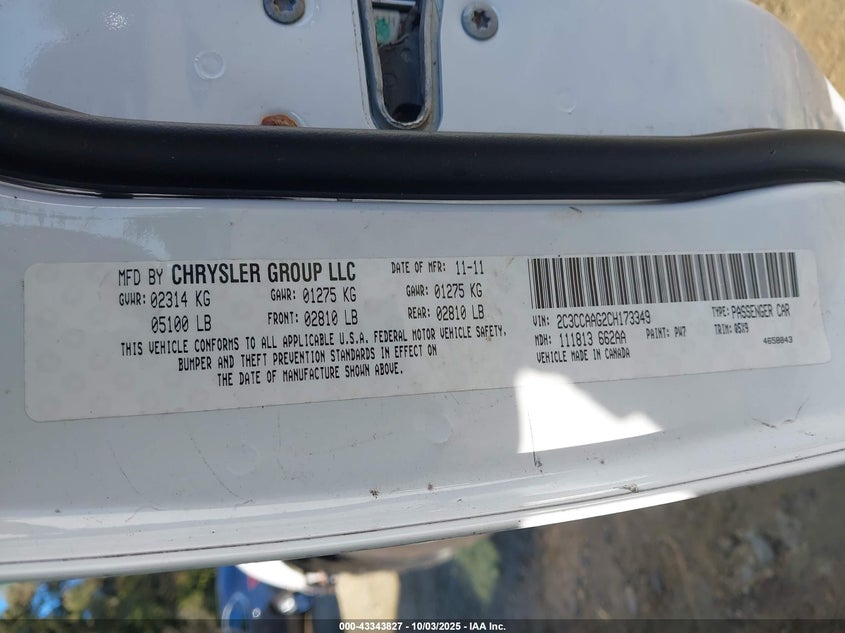 MFD BY CHRYSLER GROUP LLC
DATE OF MFR: 11-11
GVWR: 02314 KG
GAWR: 01275 KG
GAWR: 01275 KG
05100 LB
FRONT: 02810 LB
REAR: 02810 LB
THIS VEHICLE CONFORMS TO ALL APPLICABLE U.S.A. FEDERAL MOTOR VEHICLE SAFETY,
BUMPER AND THEFT PREVENTION STANDARDS IN EFFECT ON
THE DATE OF MANUFACTURE SHOWN ABOVE.
VIN: 2C3CCAAG2CH173349
TYPE: PASSENGER CAR
MDH: 111813 662AA
PAINT: PW7
TRIM: Q5X9
VEHICLE MADE IN CANADA
4658043
000-43343827 - 10/03/2025 - IAA Inc.